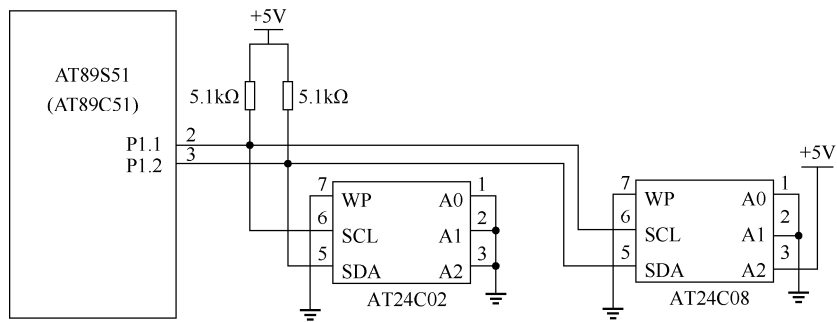 +5V
AT89S51
(AT89C51)
5.1kΩ
5.1kΩ
P1.1
2
P1.2
3
+5V
7
WP
A0
1
6
SCL
A1
2
5
SDA
A2
3
AT24C02
7
WP
A0
1
6
SCL
A1
2
5
SDA
A2
3
AT24C08